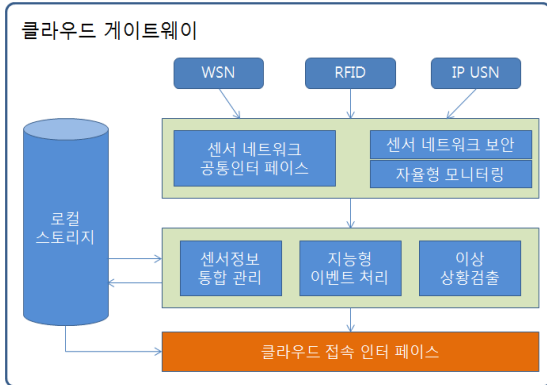 클라우드 게이트웨이
WSN
RFID
IP USN
센서 네트워크
공통인터 페이스
센서 네트워크 보안
자율형 모니터링
로컬
스토리지
센서정보
통합 관리
지능형
이벤트 처리
이상
상황검출
클라우드 접속 인터 페이스